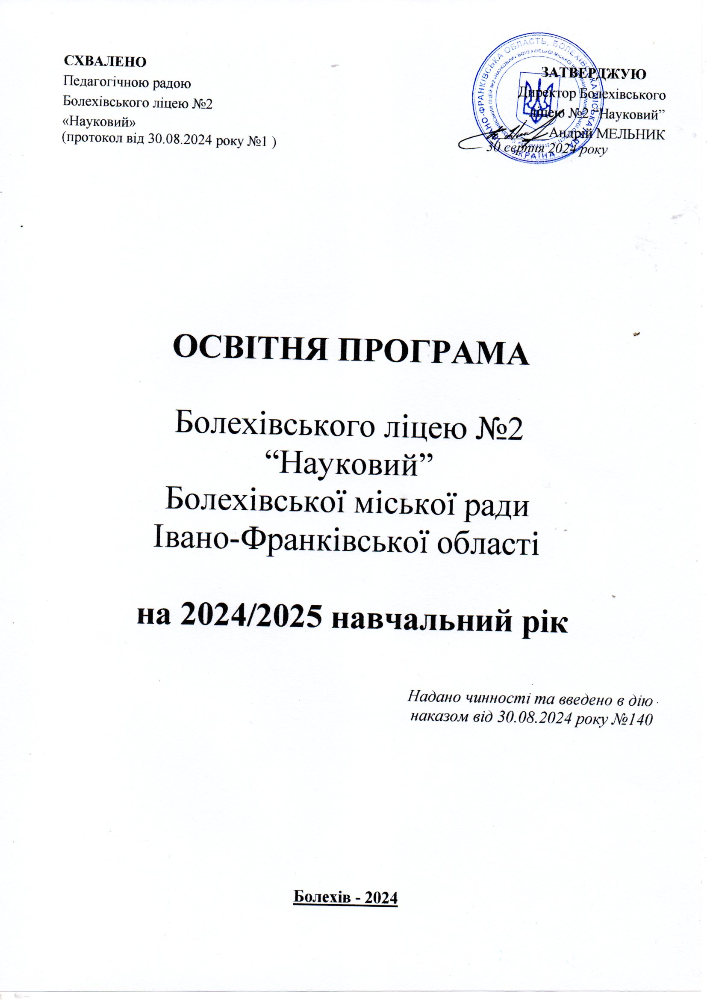 СХВАЛЕНО
Педагогічною радою
Болехівського ліцею №2
«Науковий»
(протокол від 30.08.2024 року №1 )
ЗАТВЕРДЖУЮ
Директор Болехівського
ліцею №2 “Науковий”
Андрій МЕЛЬНИК
30 серпня 2024 року
ІВАНО-ФРАНКІВСЬКА ОБЛАСТЬ, БОЛЕХІВСЬКА МІСЬКА РАДА
УКРАЇНА
ОСВІТНЯ ПРОГРАМА
Болехівського ліцею №2
“Науковий”
Болехівської міської ради
Івано-Франківської області
на 2024/2025 навчальний рік
Надано чинності та введено в дію
наказом від 30.08.2024 року №140
Болехів - 2024